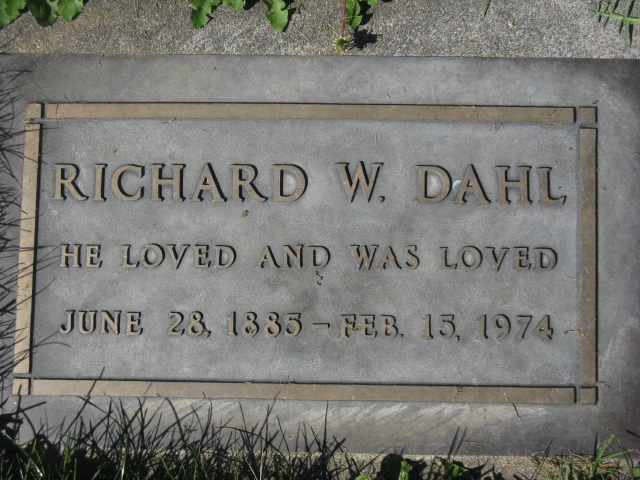 RICHARD W. DAHL
HE LOVED AND WAS LOVED
JUNE 28, 1885 – FEB. 15, 1974